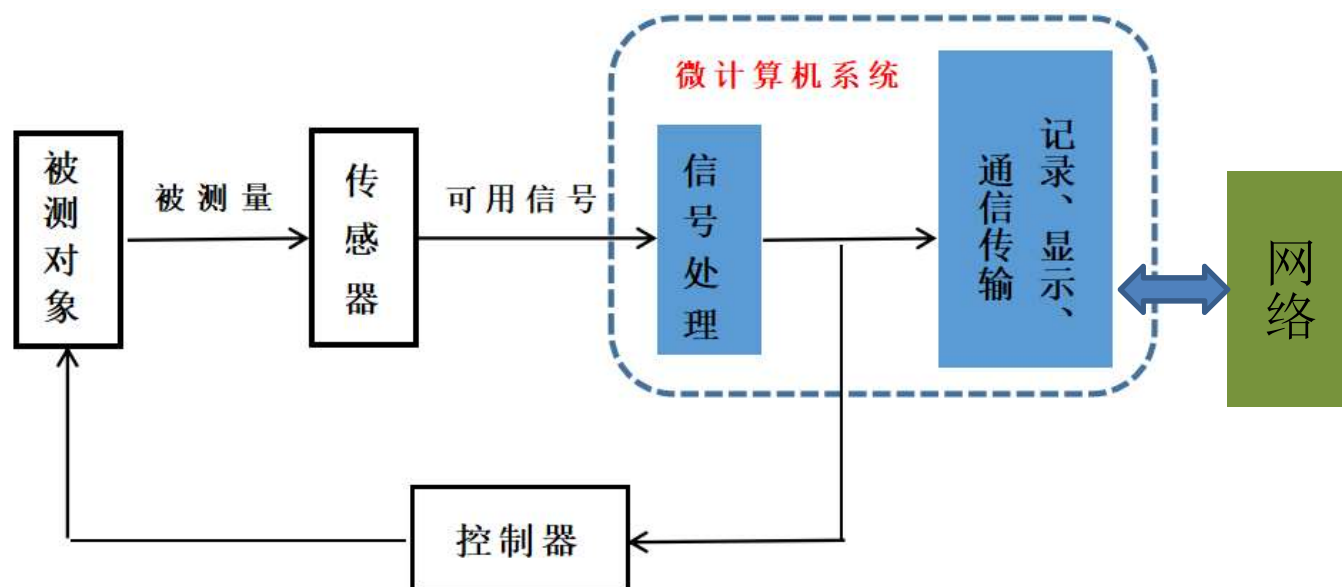 微计算机系统
被测对象
被测量
传感器
可用信号
信号处理
记录、显示、
通信传输
网络
控制器